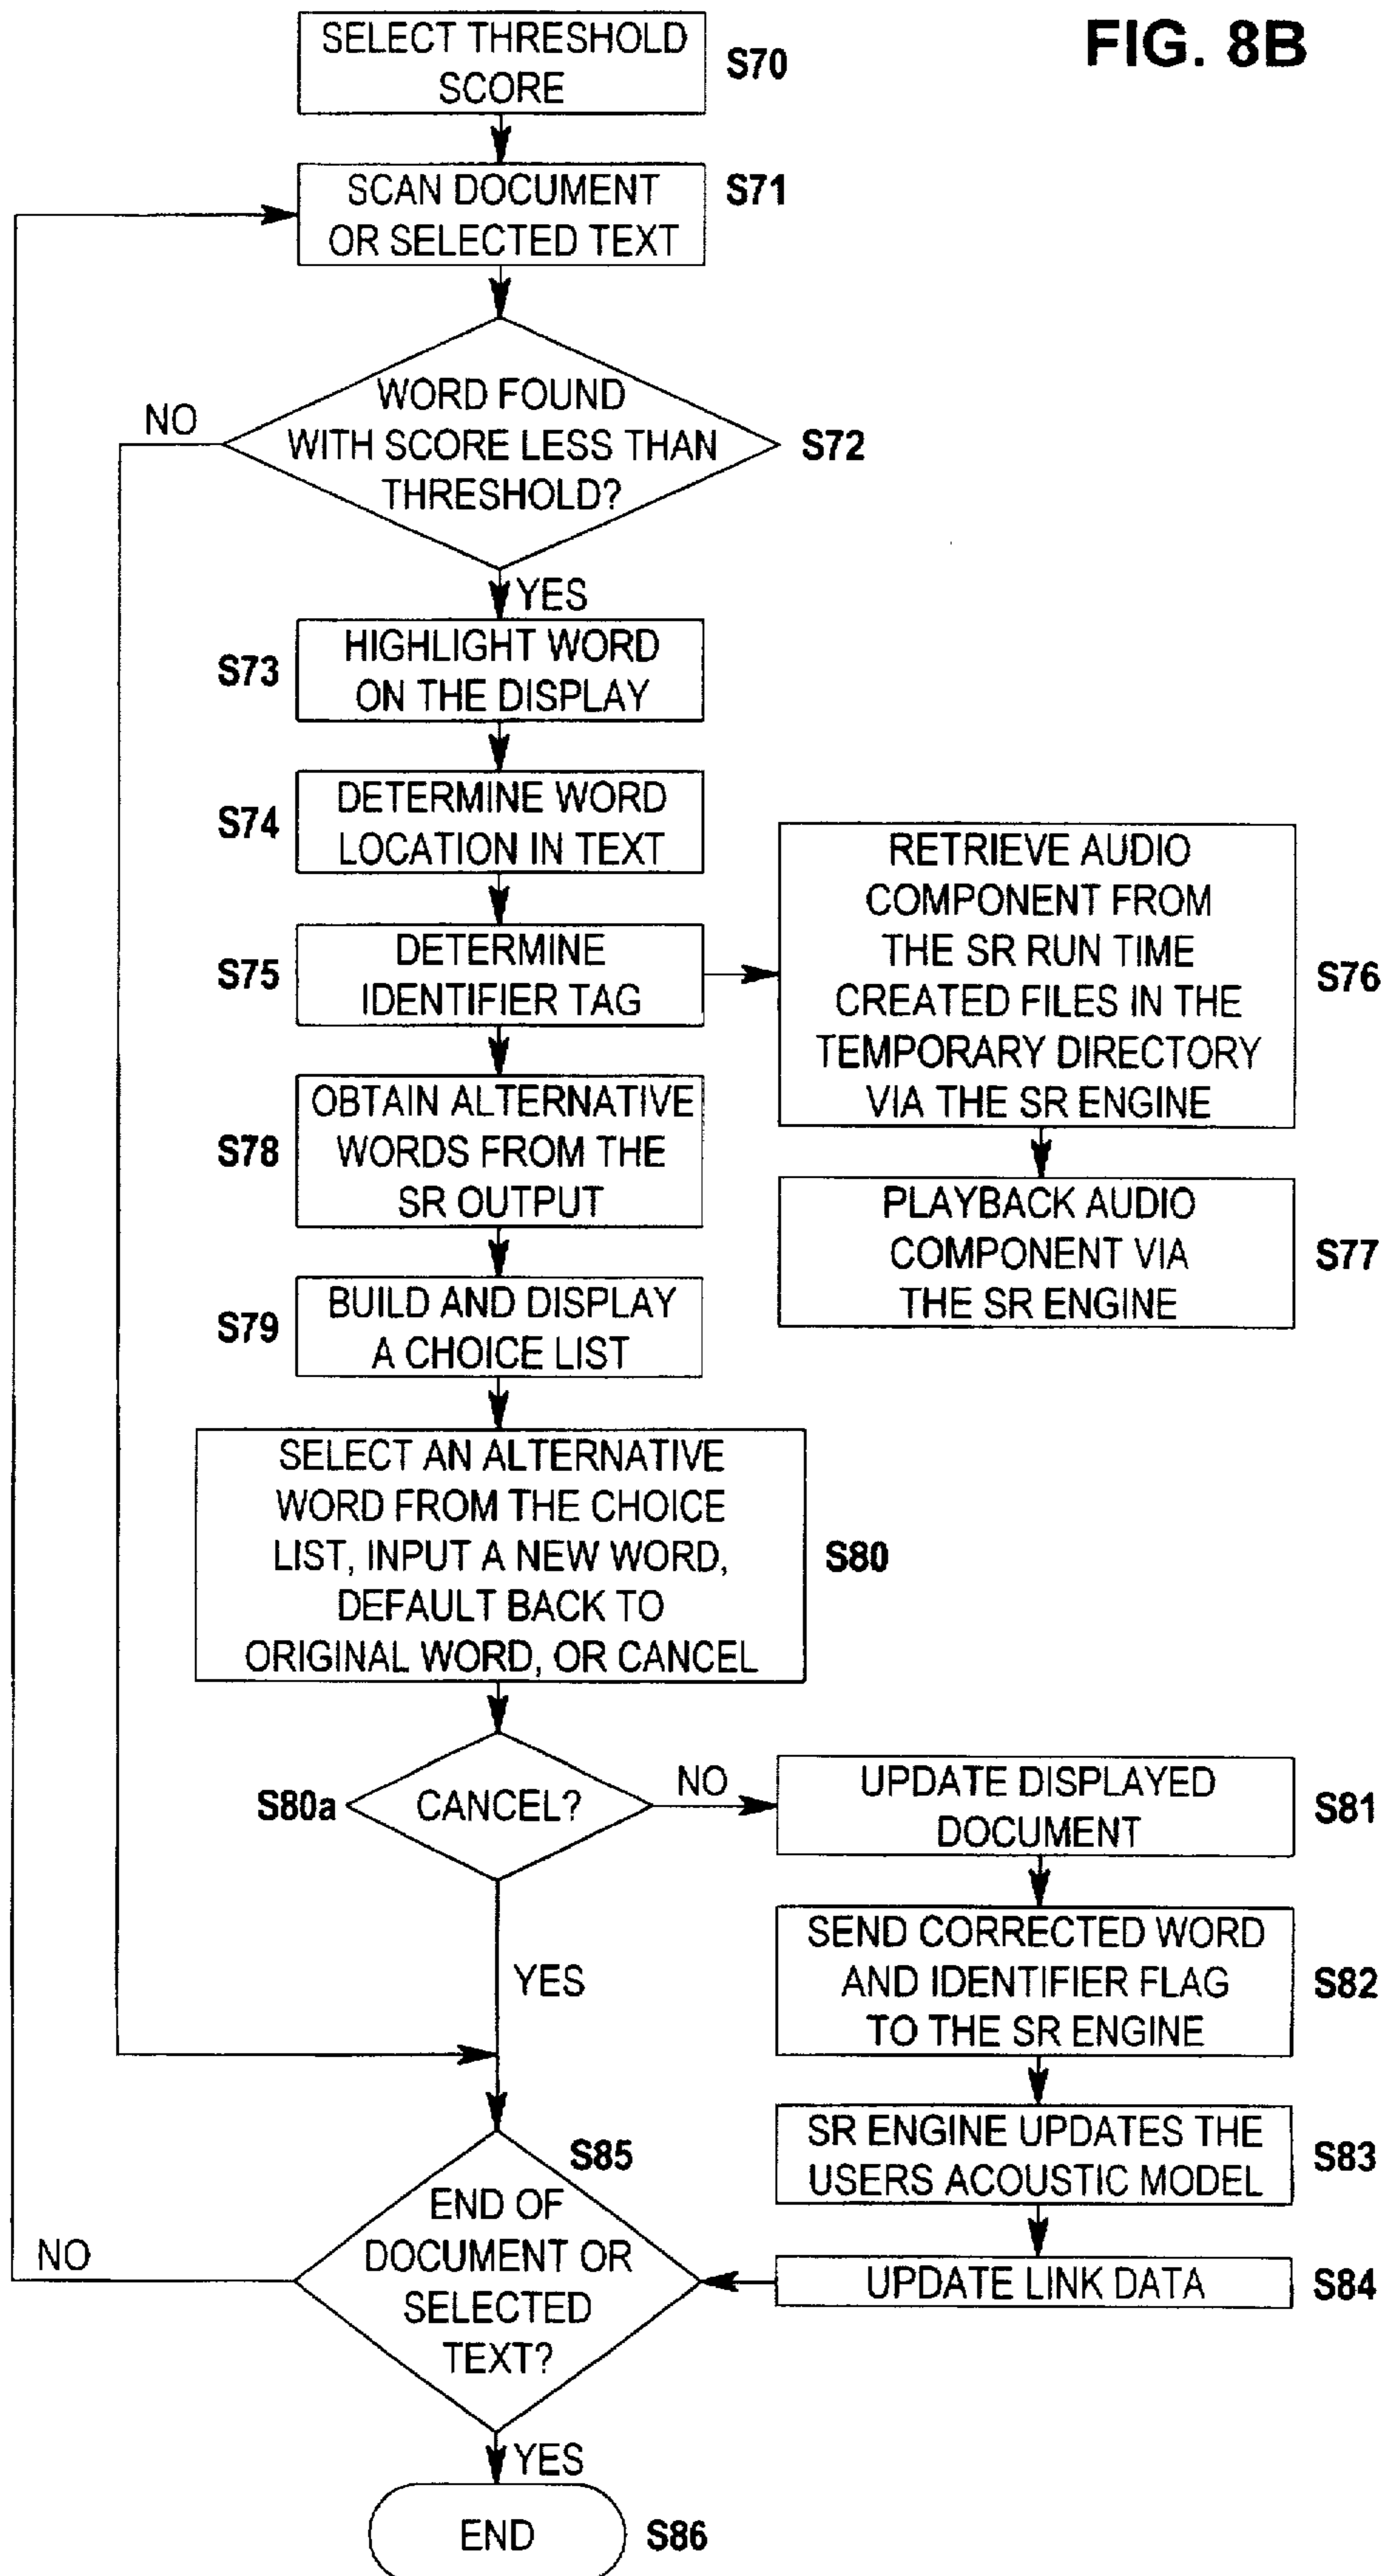 FIG. 8B
SELECT THRESHOLD
SCORE
S70
SCAN DOCUMENT
OR SELECTED TEXT
S71
WORD FOUND
WITH SCORE LESS THAN
THRESHOLD?
S72
NO
YES
S73
HIGHLIGHT WORD
ON THE DISPLAY
S74
DETERMINE WORD
LOCATION IN TEXT
S75
DETERMINE
IDENTIFIER TAG
RETRIEVE AUDIO
COMPONENT FROM
THE SR RUN TIME
CREATED FILES IN THE
TEMPORARY DIRECTORY
VIA THE SR ENGINE
S76
PLAYBACK AUDIO
COMPONENT VIA
THE SR ENGINE
S77
S78
OBTAIN ALTERNATIVE
WORDS FROM THE
SR OUTPUT
S79
BUILD AND DISPLAY
A CHOICE LIST
SELECT AN ALTERNATIVE
WORD FROM THE CHOICE
LIST, INPUT A NEW WORD,
DEFAULT BACK TO
ORIGINAL WORD, OR CANCEL
S80
S80a
CANCEL?
NO
YES
UPDATE DISPLAYED
DOCUMENT
S81
SEND CORRECTED WORD
AND IDENTIFIER FLAG
TO THE SR ENGINE
S82
SR ENGINE UPDATES THE
USERS ACOUSTIC MODEL
S83
UPDATE LINK DATA
S84
S85
END OF
DOCUMENT OR
SELECTED
TEXT?
NO
YES
END
S86